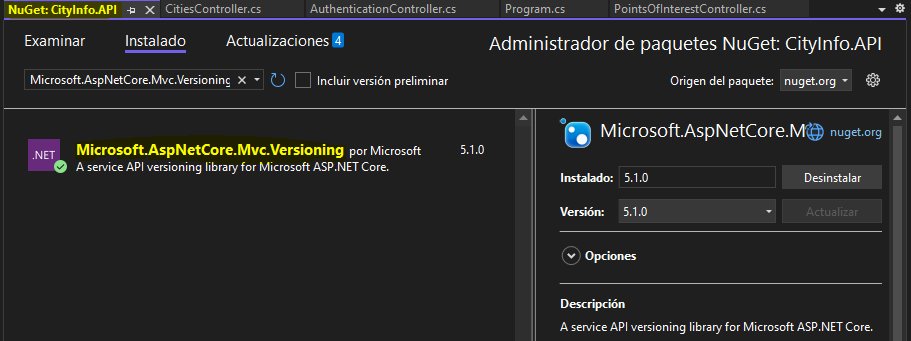 NuGet: CityInfo.API
CitiesController.cs
AuthenticationController.cs
Program.cs
PointsOfInterestController.cs
Examinar
Instalado
Actualizaciones 4
Administrador de paquetes NuGet: CityInfo.API
Microsoft.AspNetCore.Mvc.Versioning
Incluir versión preliminar
Origen del paquete: nuget.org
.NET
Microsoft.AspNetCore.Mvc.Versioning por Microsoft
5.1.0
A service API versioning library for Microsoft ASP.NET Core.
Microsoft.AspNetCore.M
nuget.org
Instalado: 5.1.0
Desinstalar
Versión: 5.1.0
Actualizar
Opciones
Descripción
A service API versioning library for Microsoft ASP.NET Core.